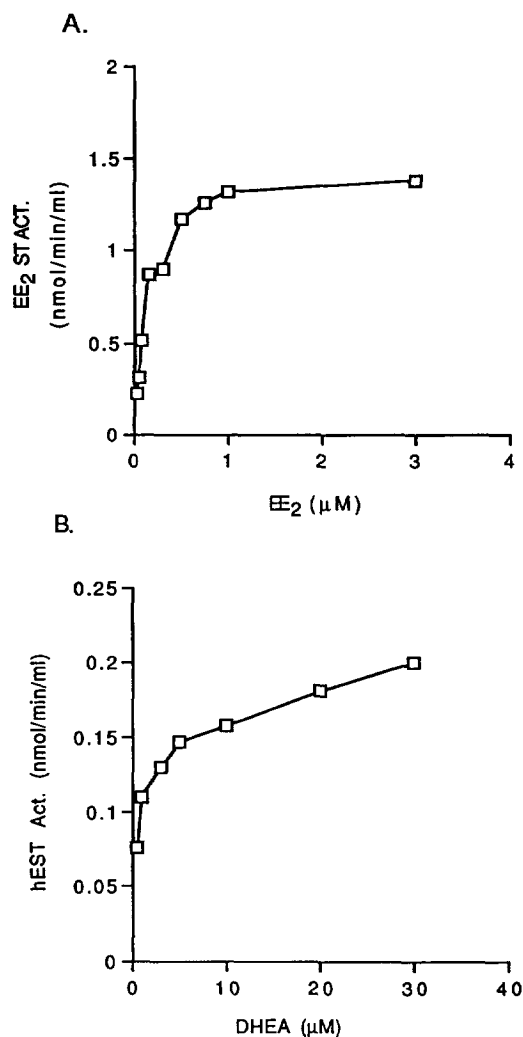 A.
2
1.5
1
0.5
0
EE2 ST ACT.
(nmol/min/ml)
0 1 2 3 4
EE2 (µM)
B.
0.25
0.2
0.15
0.1
0.05
0
hEST Act. (nmol/min/ml)
0 10 20 30 40
DHEA (µM)